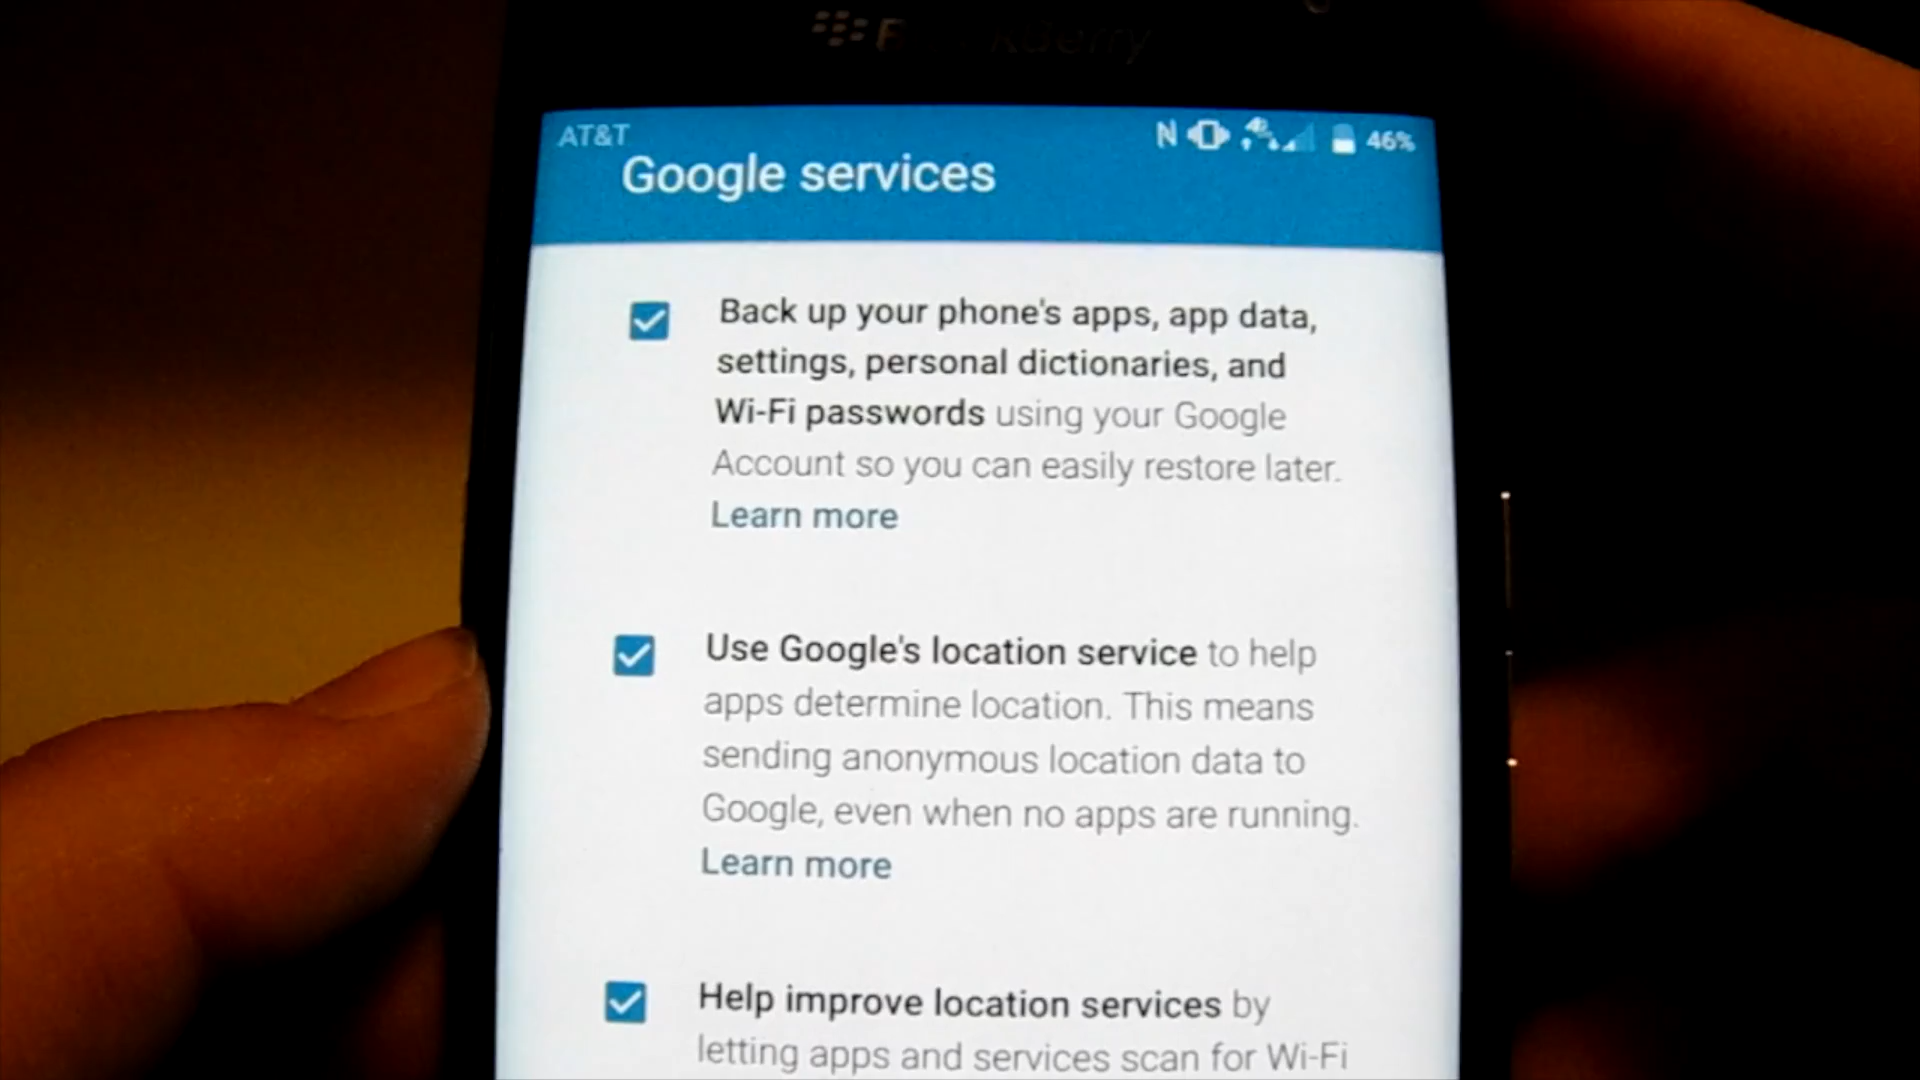 BlackBerry
AT&T
46%
Google services
Back up your phone's apps, app data,
settings, personal dictionaries, and
Wi-Fi passwords using your Google
Account so you can easily restore later.
Learn more
Use Google's location service to help
apps determine location. This means
sending anonymous location data to
Google, even when no apps are running.
Learn more
Help improve location services by
letting apps and services scan for Wi-Fi